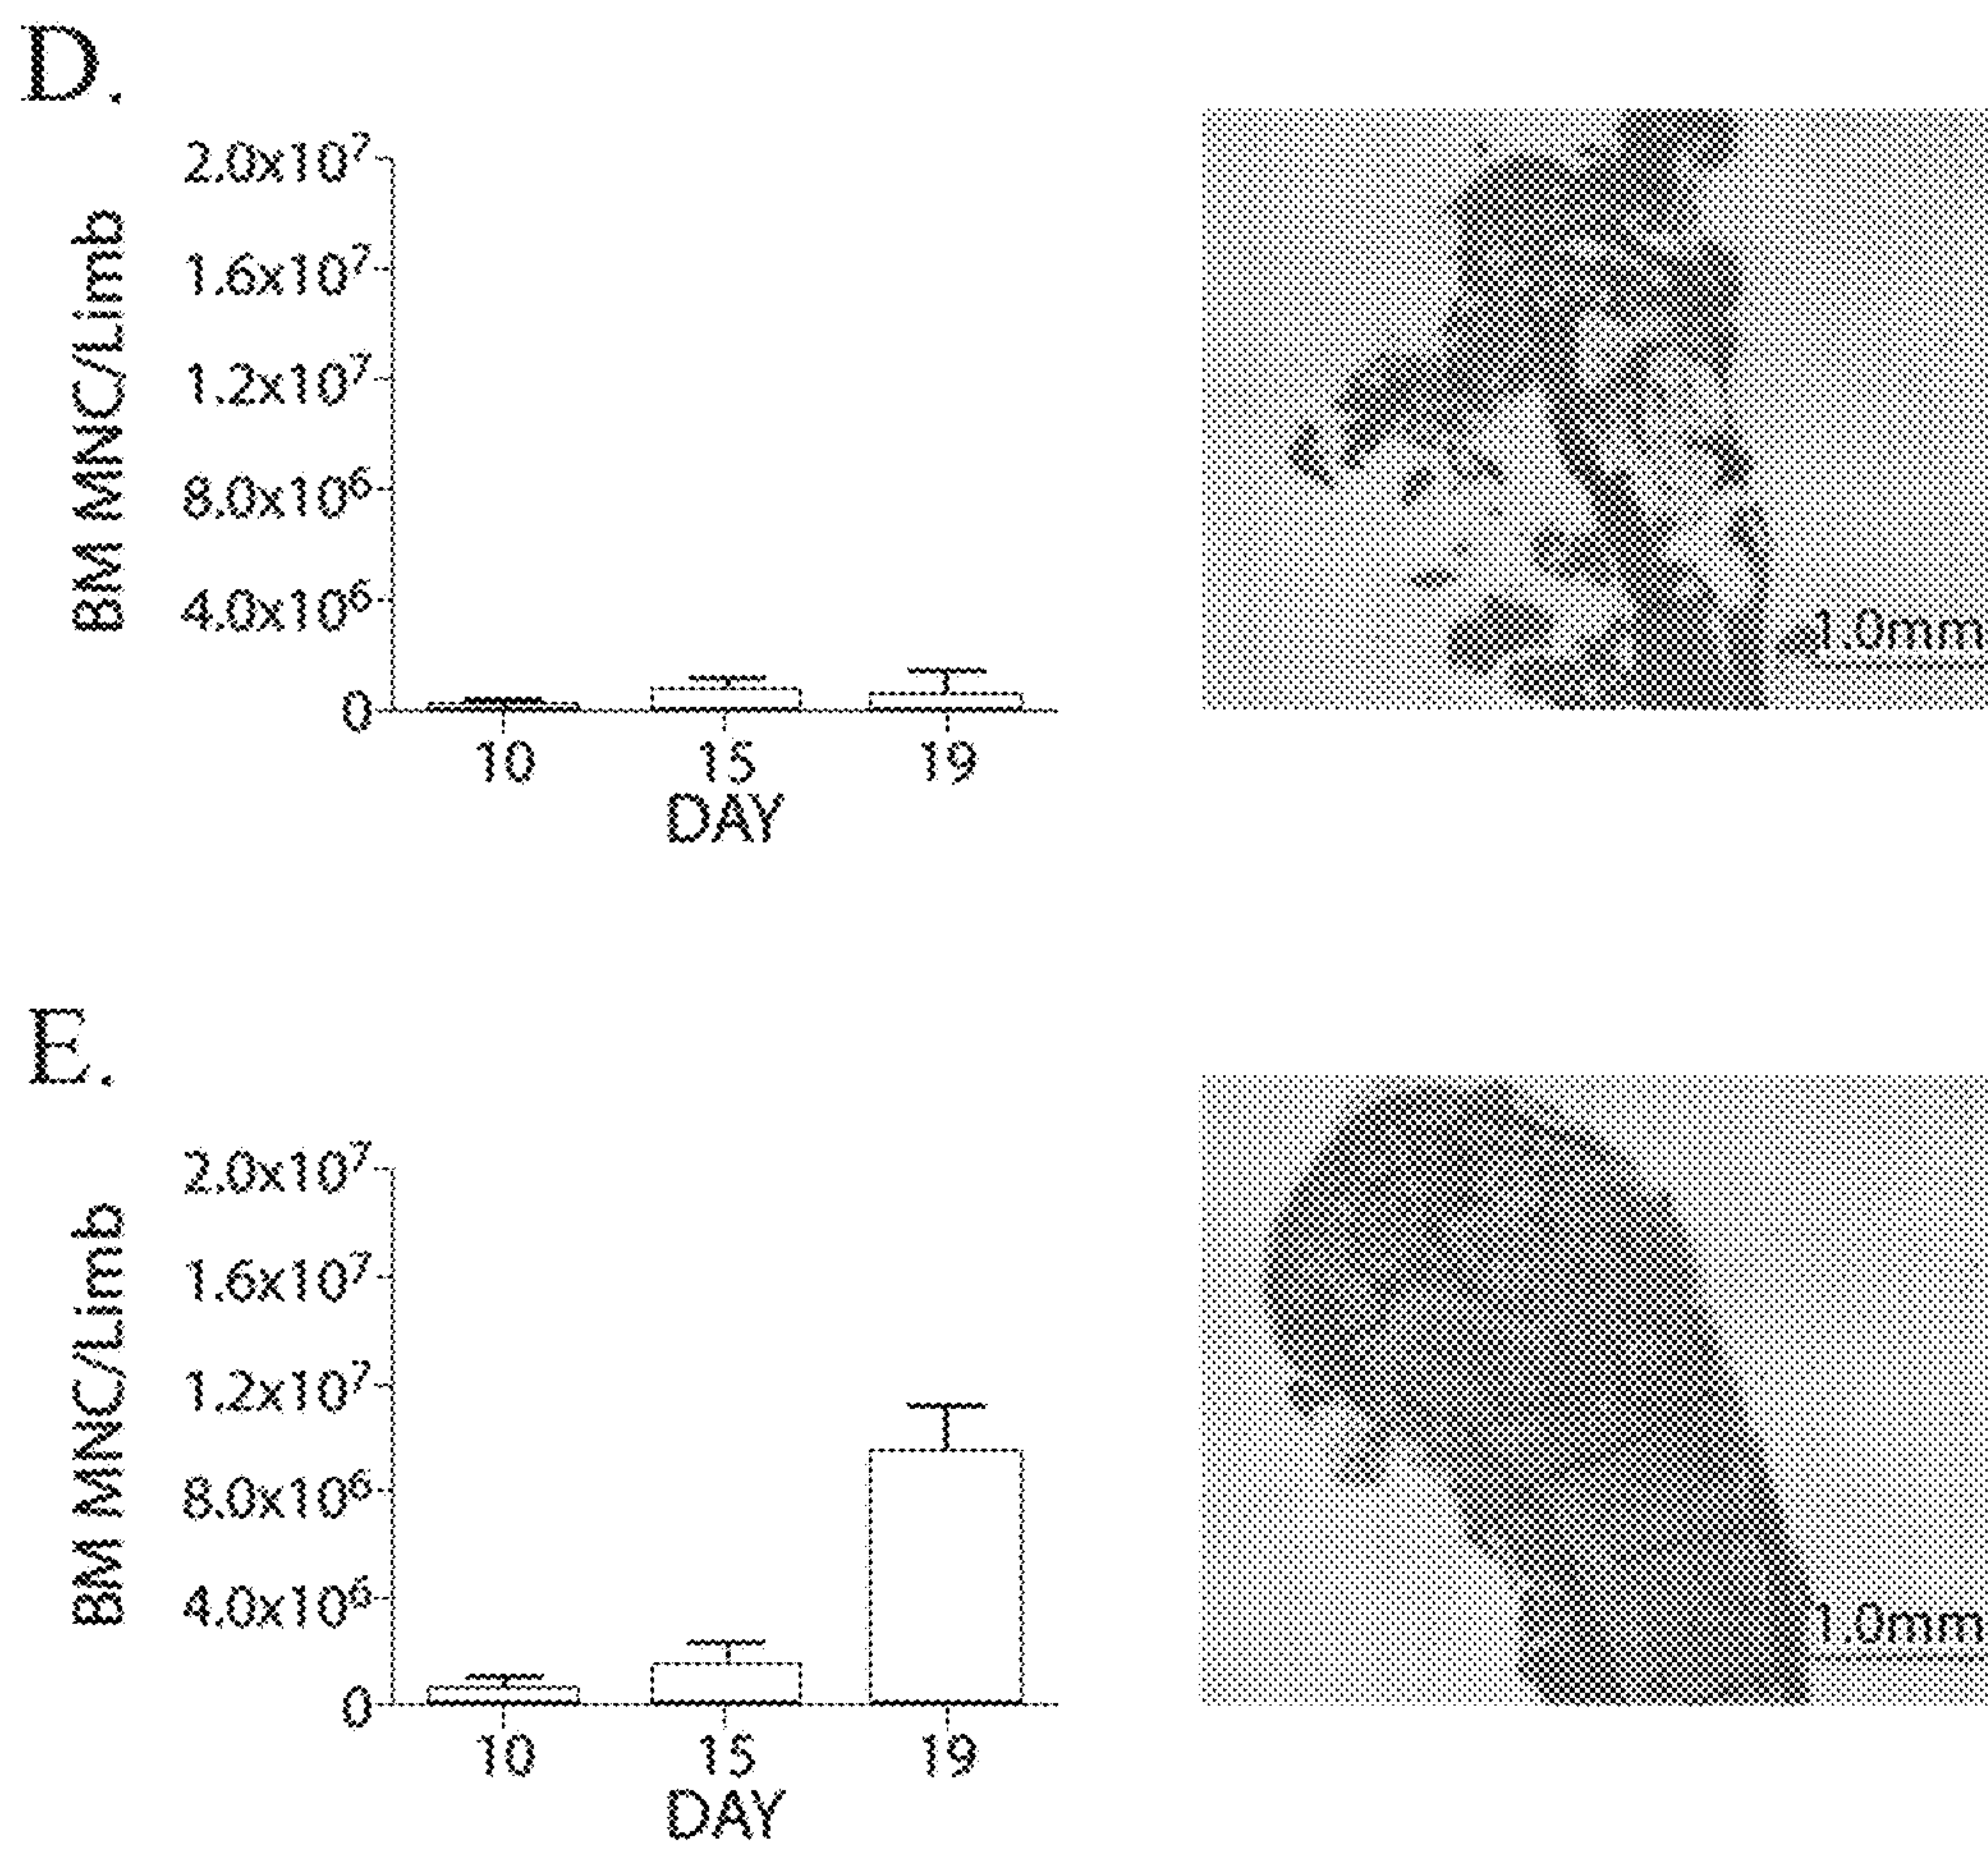 D.
BM MNC/Limb
2.0x10⁷
1.6x10⁷
1.2x10⁷
8.0x10⁶
4.0x10⁶
0
10 15 19
DAY
1.0mm
E.
BM MNC/Limb
2.0x10⁷
1.6x10⁷
1.2x10⁷
8.0x10⁶
4.0x10⁶
0
10 15 19
DAY
1.0mm